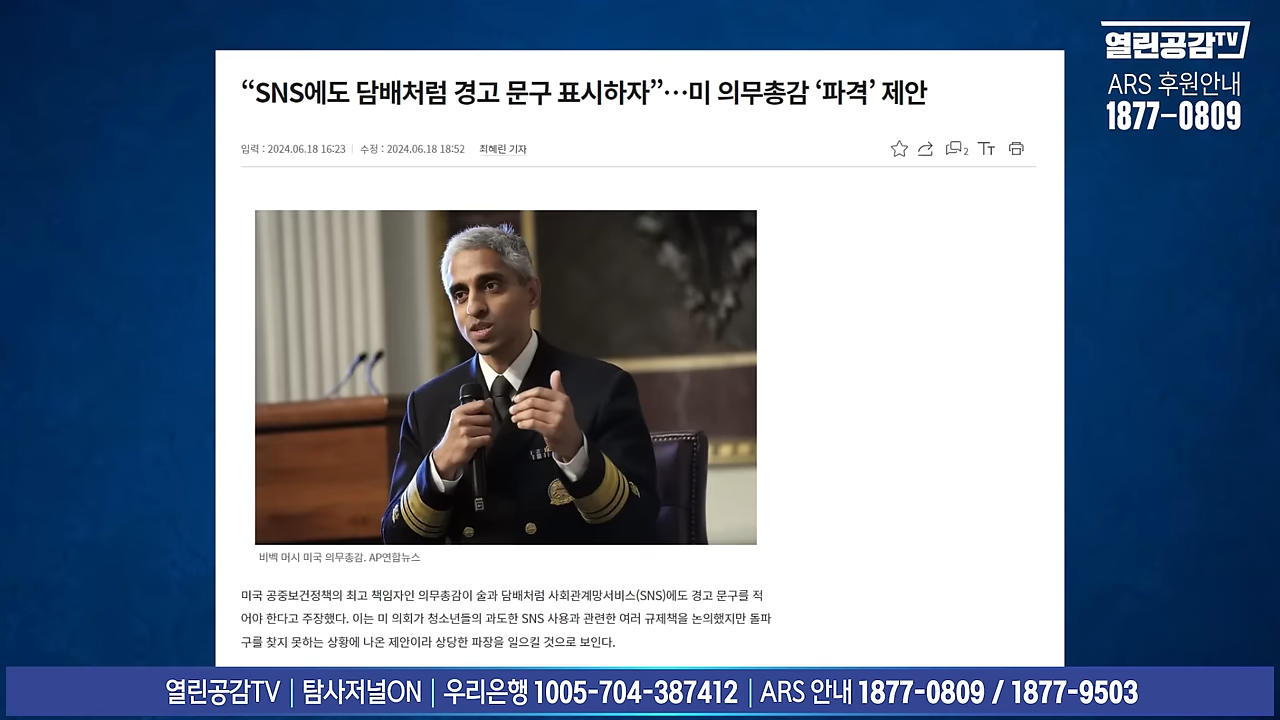 열린공감TV
ARS 후원안내
1877-0809
“SNS에도 담배처럼 경고 문구 표시하자”…미 의무총감 ‘파격’ 제안
입력 : 2024.06.18 16:23 | 수정 : 2024.06.18 18:52 최혜린 기자
2 TT
비벡 머시 미국 의무총감. AP연합뉴스
미국 공중보건정책의 최고 책임자인 의무총감이 술과 담배처럼 사회관계망서비스(SNS)에도 경고 문구를 적
어야 한다고 주장했다. 이는 미 의회가 청소년들의 과도한 SNS 사용과 관련한 여러 규제책을 논의했지만 돌파
구를 찾지 못하는 상황에 나온 제안이라 상당한 파장을 일으킬 것으로 보인다.
열린공감TV | 탐사저널ON | 우리은행 1005-704-387412 | ARS 안내 1877-0809 / 1877-9503